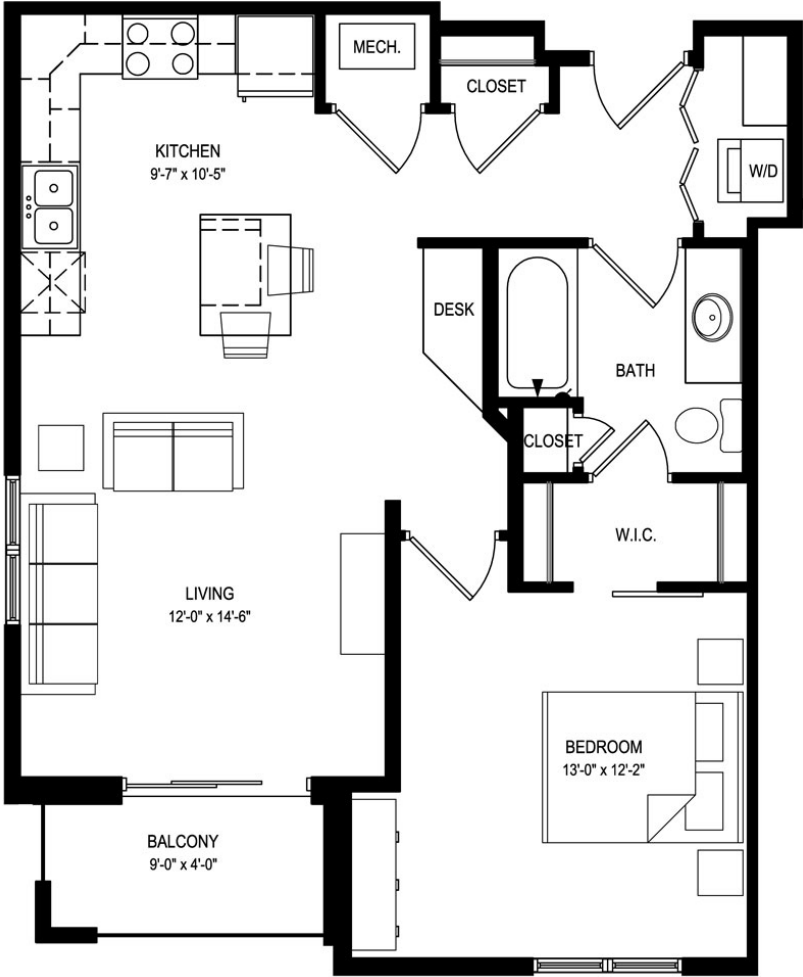 MECH.
CLOSET
KITCHEN
9'-7" x 10'-5"
W/D
DESK
BATH
CLOSET
W.I.C.
LIVING
12'-0" x 14'-6"
BEDROOM
13'-0" x 12'-2"
BALCONY
9'-0" x 4'-0"